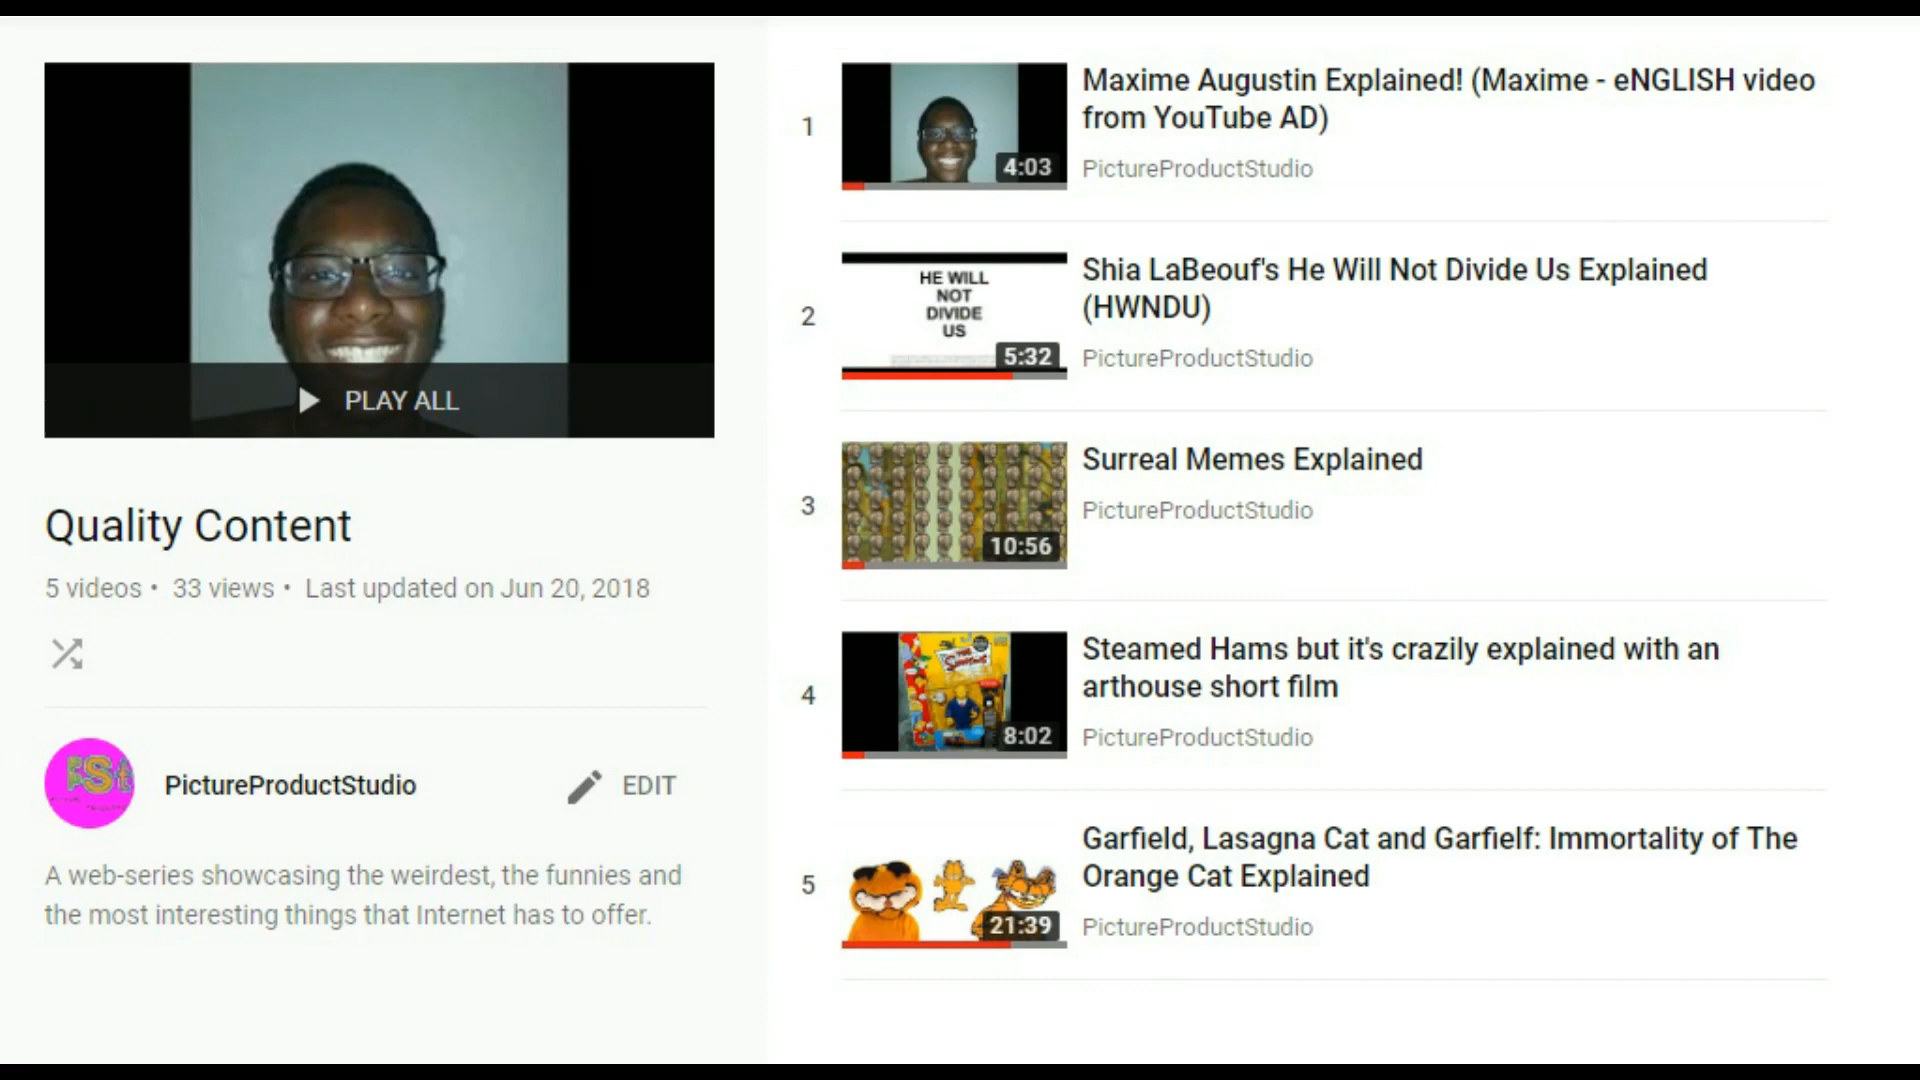 PLAY ALL
Quality Content
5 videos • 33 views • Last updated on Jun 20, 2018
PictureProductStudio
EDIT
A web-series showcasing the weirdest, the funnies and
the most interesting things that Internet has to offer.
1
4:03
Maxime Augustin Explained! (Maxime - eNGLISH video
from YouTube AD)
PictureProductStudio
2
HE WILL
NOT
DIVIDE
US
5:32
Shia LaBeouf's He Will Not Divide Us Explained
(HWNDU)
PictureProductStudio
3
10:56
Surreal Memes Explained
PictureProductStudio
4
THE
SIMPSONS
8:02
Steamed Hams but it's crazily explained with an
arthouse short film
PictureProductStudio
5
21:39
Garfield, Lasagna Cat and Garfielf: Immortality of The
Orange Cat Explained
PictureProductStudio